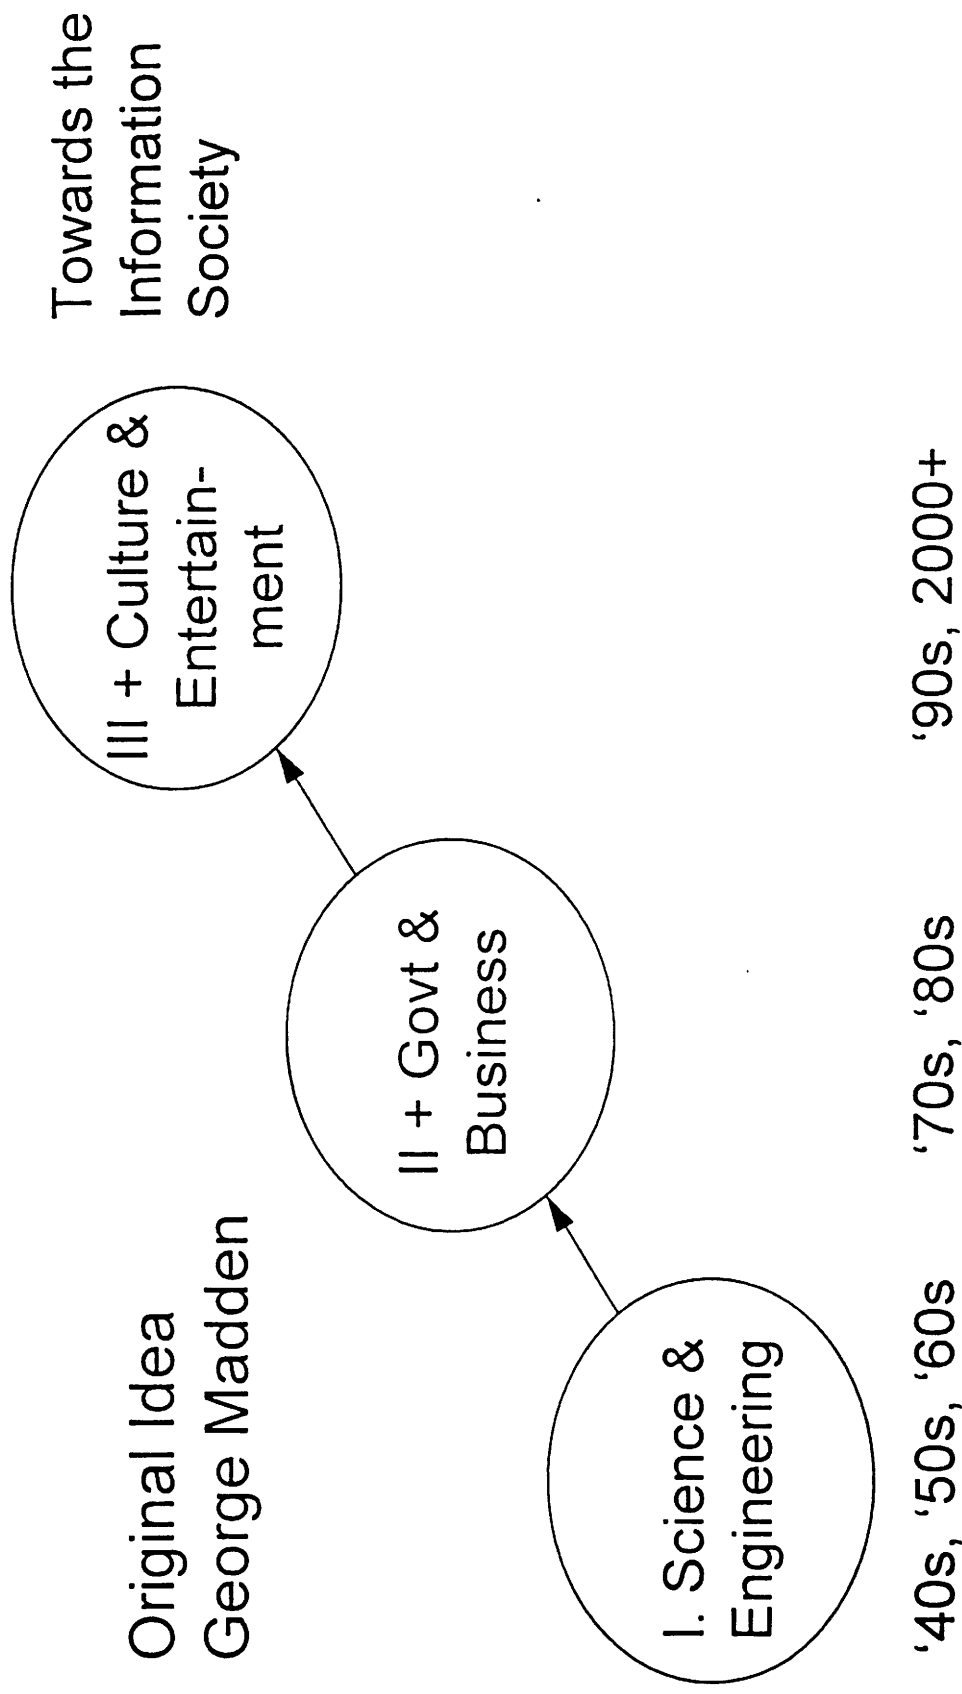 Original Idea
George Madden
Towards the
Information
Society
III + Culture &
Entertain-
ment
II + Govt &
Business
I. Science &
Engineering
‘40s, ‘50s, ‘60s
‘70s, ‘80s
‘90s, 2000+